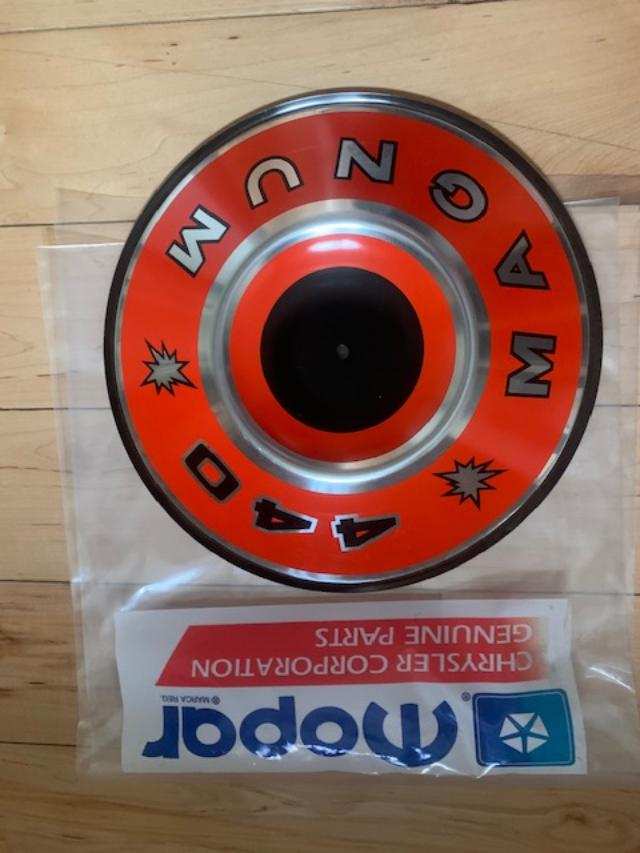 440
MAGNUM
Mopar®
® MARCA REG.
CHRYSLER CORPORATION
GENUINE PARTS